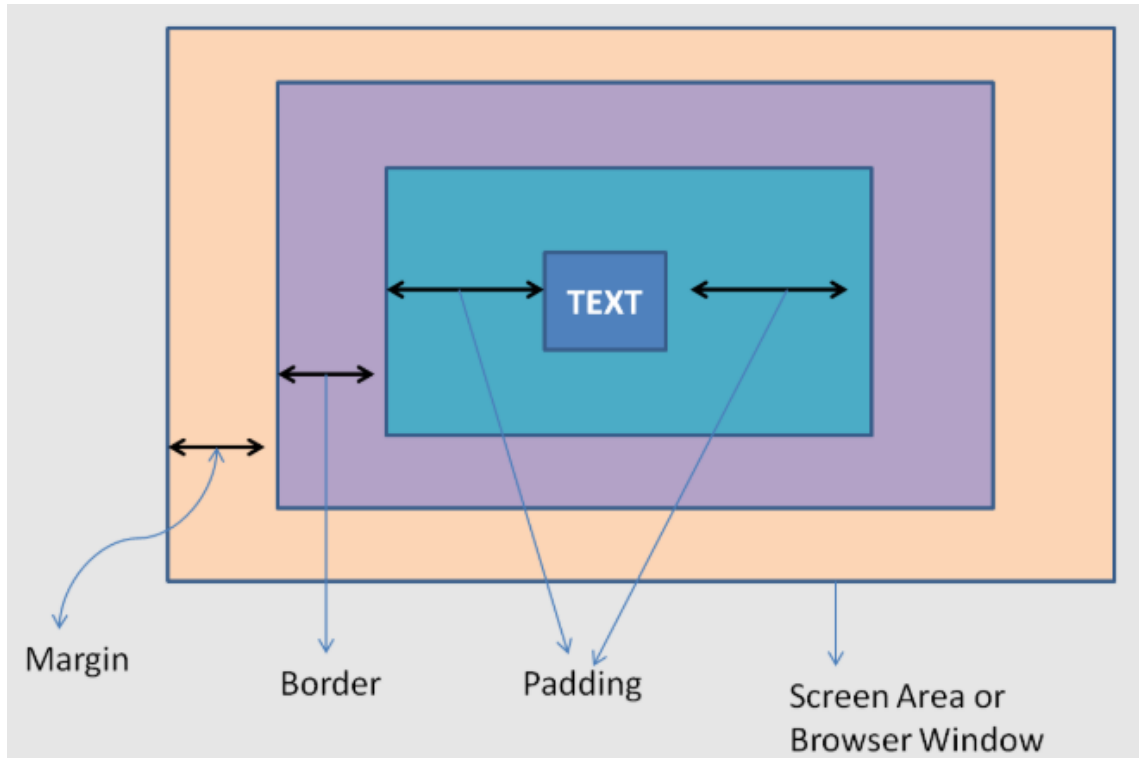 TEXT
Margin
Border
Padding
Screen Area or
Browser Window